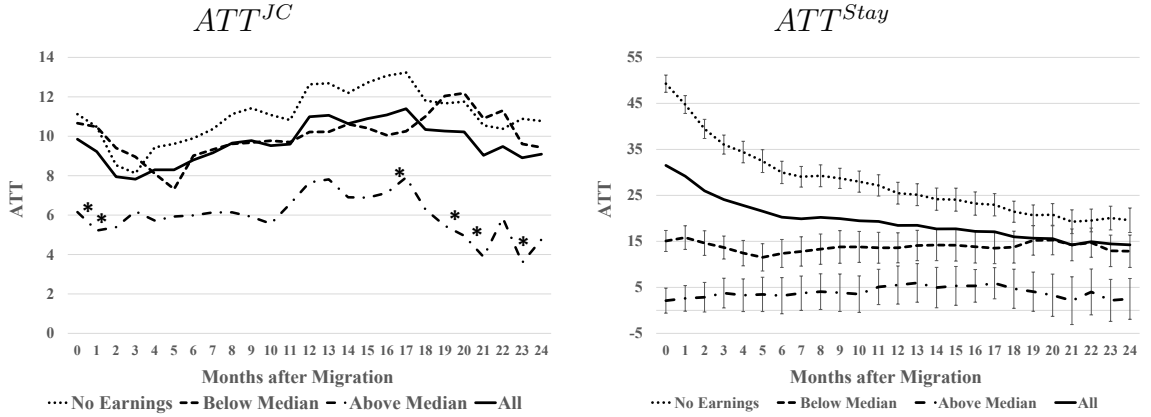 ATT^{JC}
14
12
10
8
6
4
2
0
ATT
0 1 2 3 4 5 6 7 8 9 10 11 12 13 14 15 16 17 18 19 20 21 22 23 24
Months after Migration
No Earnings Below Median Above Median All
ATT^{Stay}
55
45
35
25
15
5
-5
ATT
0 1 2 3 4 5 6 7 8 9 10 11 12 13 14 15 16 17 18 19 20 21 22 23 24
Months after Migration
No Earnings Below Median Above Median All